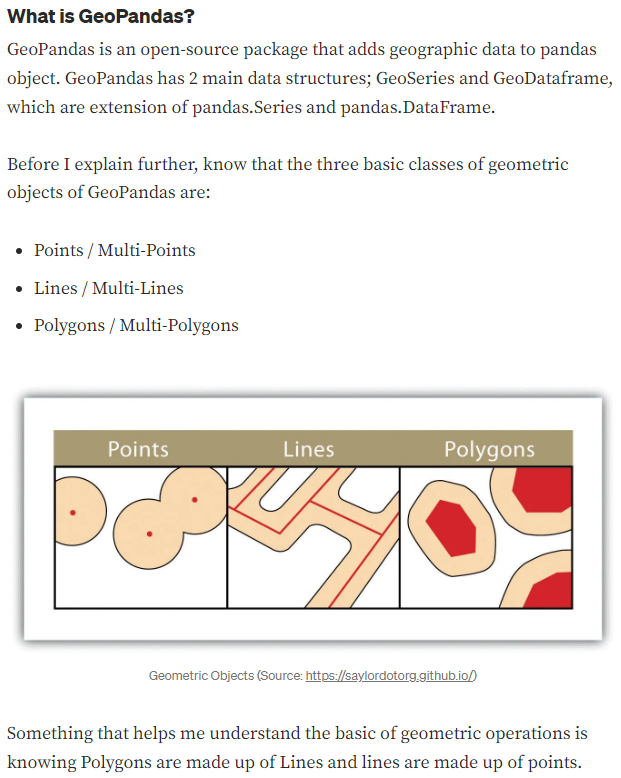 What is GeoPandas?
GeoPandas is an open-source package that adds geographic data to pandas
object. GeoPandas has 2 main data structures; GeoSeries and GeoDataframe,
which are extension of pandas.Series and pandas.DataFrame.
Before I explain further, know that the three basic classes of geometric
objects of GeoPandas are:
• Points / Multi-Points
• Lines / Multi-Lines
• Polygons / Multi-Polygons
Points Lines Polygons
Geometric Objects (Source: https://saylordotorg.github.io/)
Something that helps me understand the basic of geometric operations is
knowing Polygons are made up of Lines and lines are made up of points.